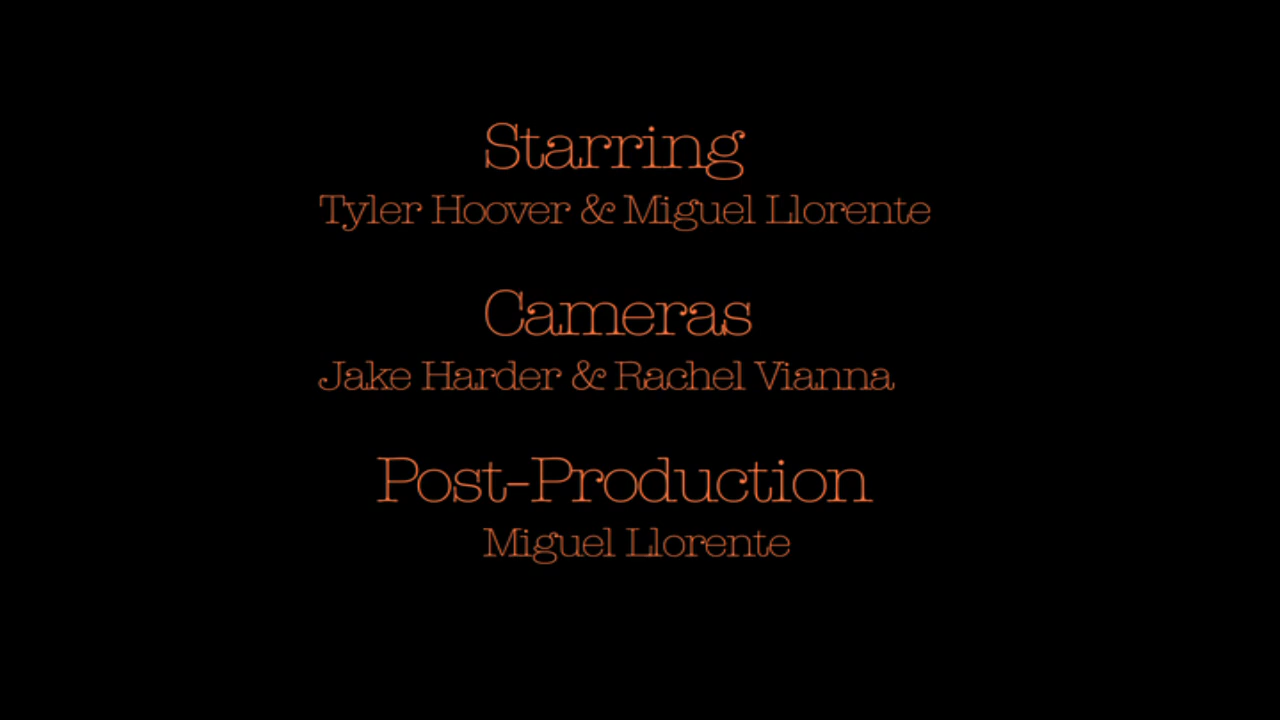 Starring
Tyler Hoover & Miguel Llorente
Cameras
Jake Harder & Rachel Vianna
Post-Production
Miguel Llorente